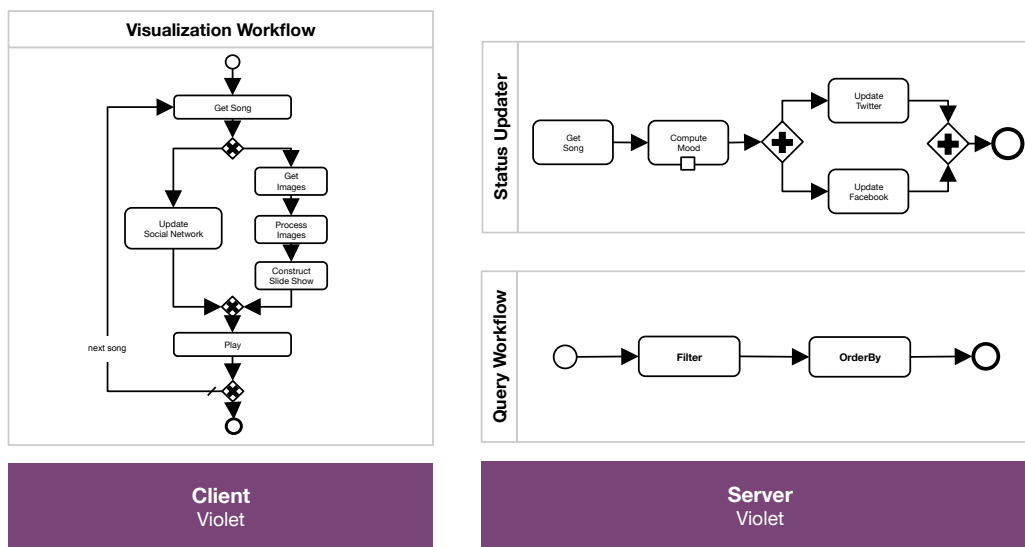 Visualization Workflow
Get Song
Get
Images
Update
Social Network
Process
Images
Construct
Slide Show
next song
Play
Client
Violet
Status Updater
Get
Song
Compute
Mood
Update
Twitter
Update
Facebook
Query Workflow
Filter
OrderBy
Server
Violet